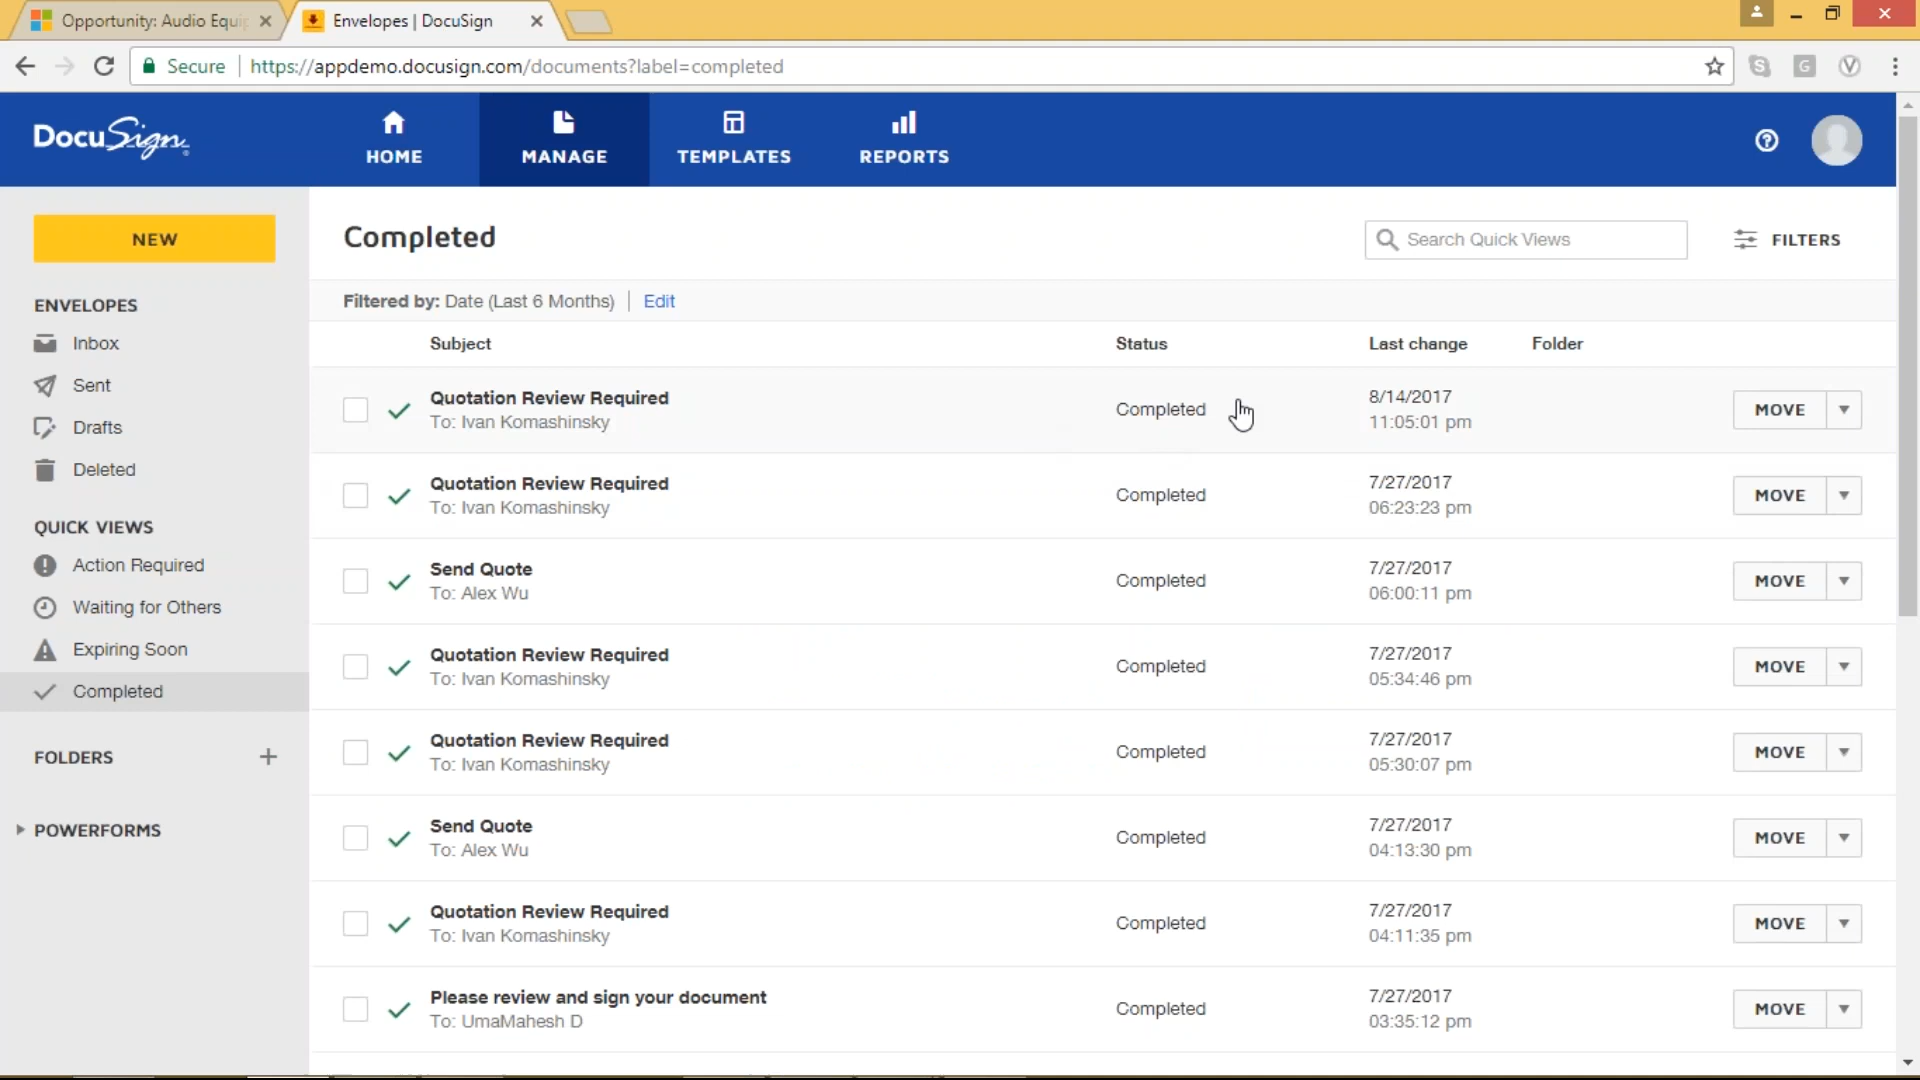 Opportunity: Audio Equi
Envelopes | DocuSign
Secure
https://appdemo.docusign.com/documents?label=completed
DocuSign
HOME
MANAGE
TEMPLATES
REPORTS
NEW
Completed
Search Quick Views
FILTERS
Filtered by: Date (Last 6 Months)
Edit
ENVELOPES
Inbox
Sent
Drafts
Deleted
QUICK VIEWS
Action Required
Waiting for Others
Expiring Soon
Completed
FOLDERS
POWERFORMS
Subject Status Last change Folder
Quotation Review Required
To: Ivan Komashinsky
Completed
8/14/2017
11:05:01 pm
MOVE
Quotation Review Required
To: Ivan Komashinsky
Completed
7/27/2017
06:23:23 pm
MOVE
Send Quote
To: Alex Wu
Completed
7/27/2017
06:00:11 pm
MOVE
Quotation Review Required
To: Ivan Komashinsky
Completed
7/27/2017
05:34:46 pm
MOVE
Quotation Review Required
To: Ivan Komashinsky
Completed
7/27/2017
05:30:07 pm
MOVE
Send Quote
To: Alex Wu
Completed
7/27/2017
04:13:30 pm
MOVE
Quotation Review Required
To: Ivan Komashinsky
Completed
7/27/2017
04:11:35 pm
MOVE
Please review and sign your document
To: UmaMahesh D
Completed
7/27/2017
03:35:12 pm
MOVE